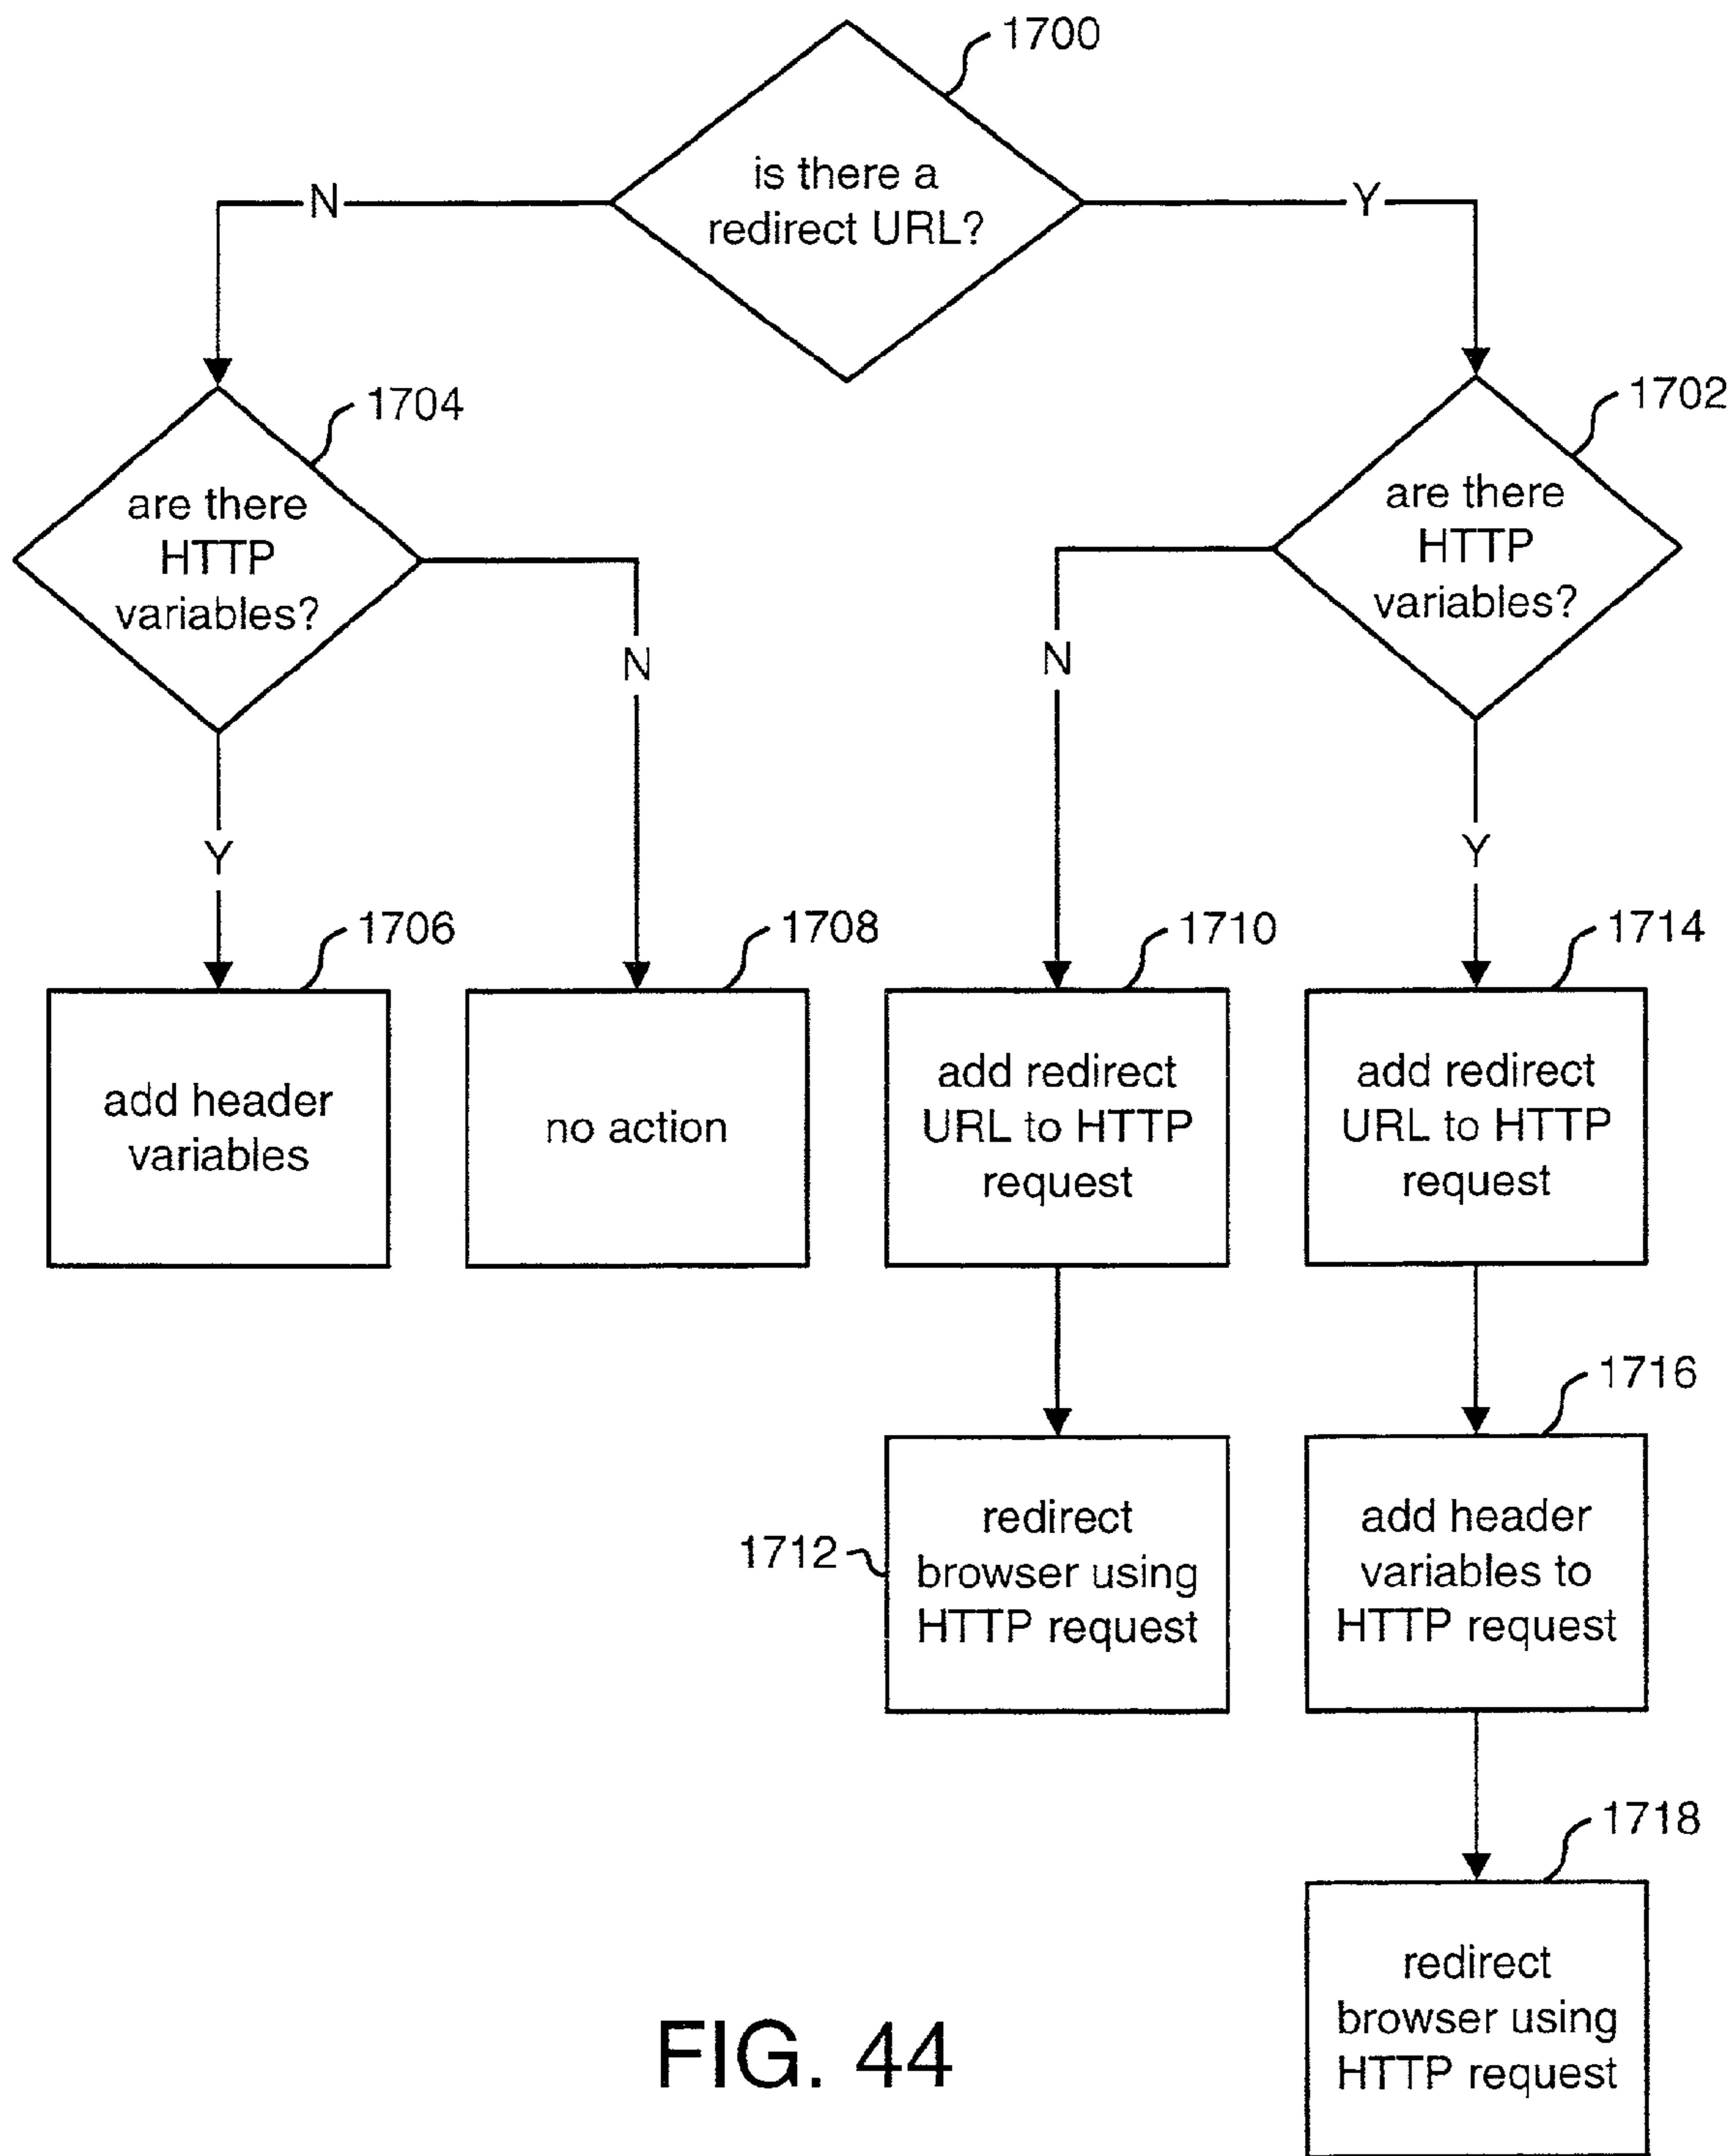 1700
is there a
redirect URL?
N
Y
1704
1702
are there
HTTP
variables?
are there
HTTP
variables?
N
N
Y
Y
1706
1708
1710
1714
add header
variables
no action
add redirect
URL to HTTP
request
add redirect
URL to HTTP
request
1716
1712
redirect
browser using
HTTP request
add header
variables to
HTTP request
1718
redirect
browser using
HTTP request
FIG. 44